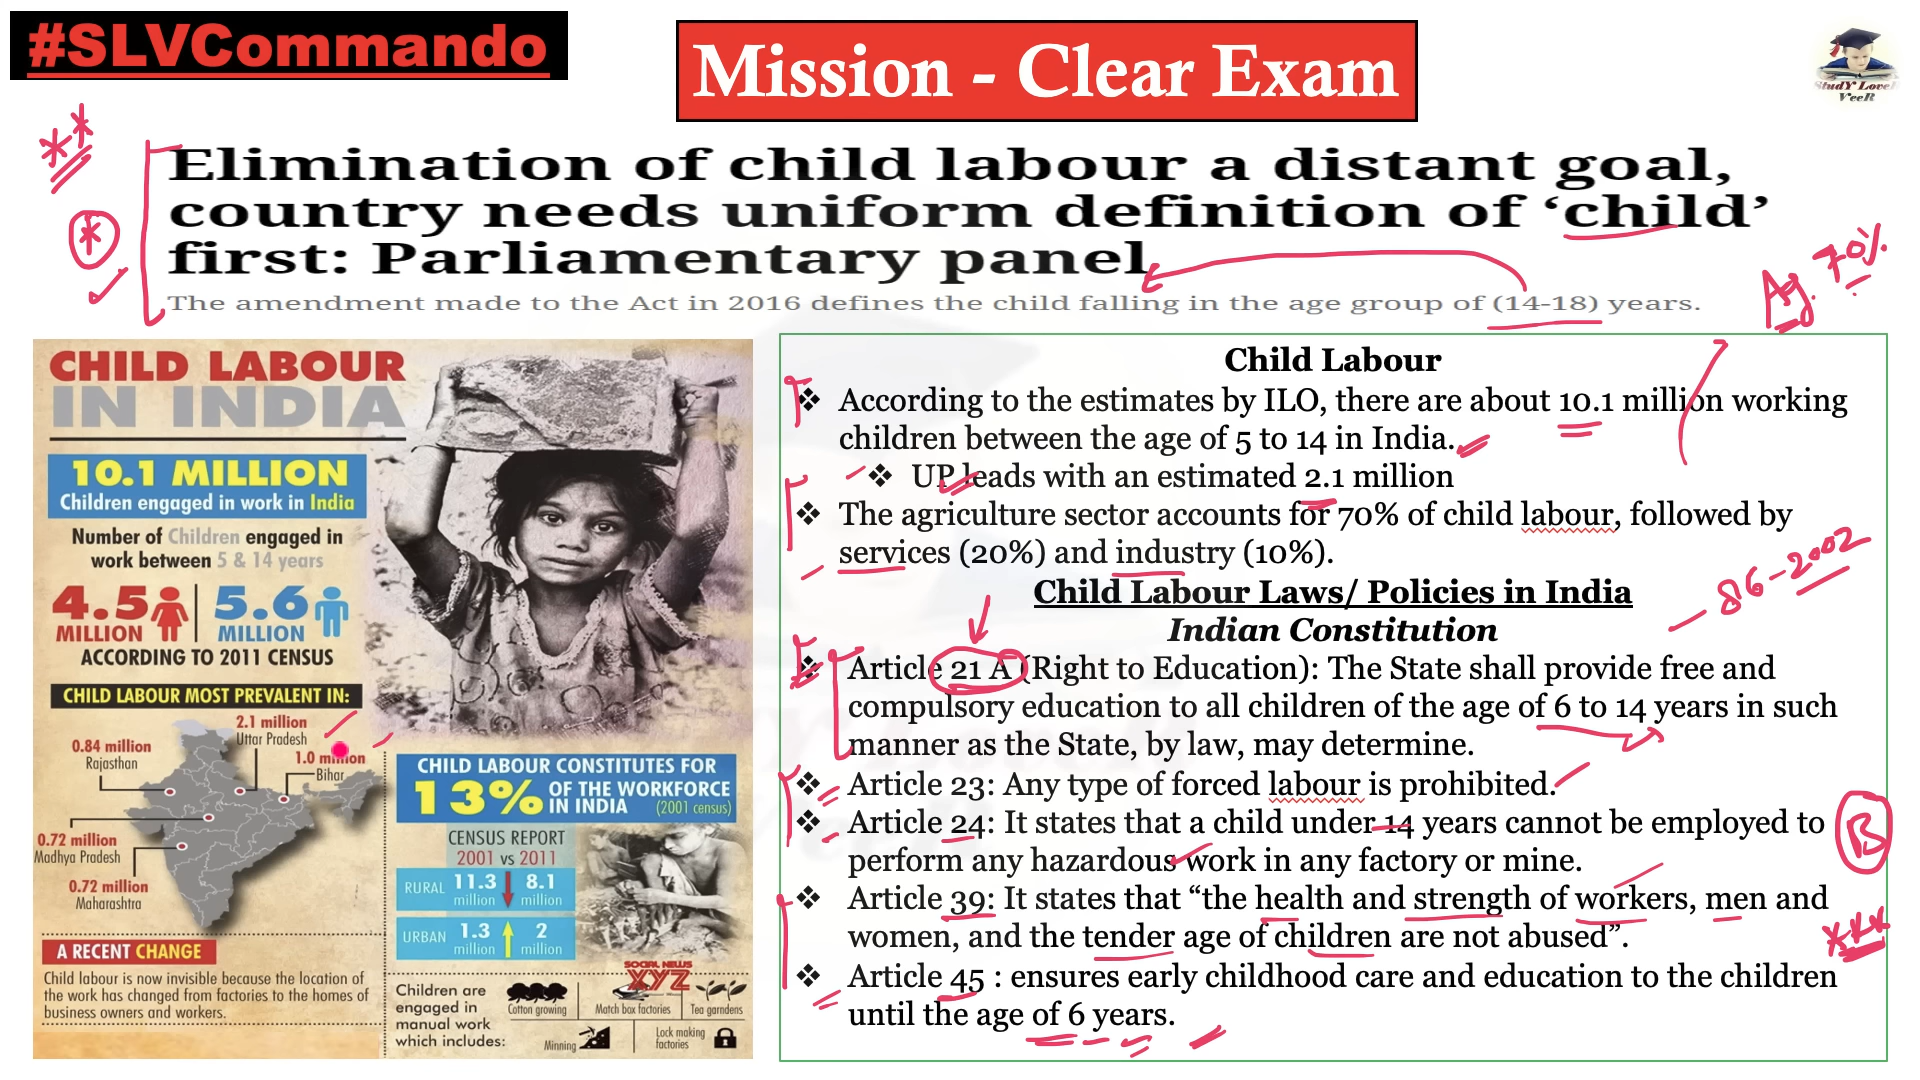 #SLVCommando
Mission - Clear Exam
StudY LoveR
VeeR
Elimination of child labour a distant goal,
country needs uniform definition of ‘child’
first: Parliamentary panel
The amendment made to the Act in 2016 defines the child falling in the age group of (14-18) years.
Ag. 70%
CHILD LABOUR
IN INDIA
10.1 MILLION
Children engaged in work in India
Number of Children engaged in
work between 5 & 14 years
4.5 MILLION
5.6 MILLION
ACCORDING TO 2011 CENSUS
CHILD LABOUR MOST PREVALENT IN:
2.1 million
Uttar Pradesh
0.84 million
Rajasthan
1.0 million
Bihar
0.72 million
Madhya Pradesh
0.72 million
Maharashtra
A RECENT CHANGE
Child labour is now invisible because the location of
the work has changed from factories to the homes of
business owners and workers.
CHILD LABOUR CONSTITUTES FOR
13% OF THE WORKFORCE
IN INDIA (2001 census)
CENSUS REPORT
2001 vs 2011
RURAL 11.3 million 8.1 million
URBAN 1.3 million 2 million
SOCIAL NEWS
XYZ
Children are
engaged in
manual work
which includes:
Cotton growing
Match box factories
Tea garndens
Minning
Lock making
factories
Child Labour
❖ According to the estimates by ILO, there are about 10.1 million working
children between the age of 5 to 14 in India.
❖ UP leads with an estimated 2.1 million
❖ The agriculture sector accounts for 70% of child labour, followed by
services (20%) and industry (10%).
86-2002
Child Labour Laws/ Policies in India
Indian Constitution
❖ Article 21 A (Right to Education): The State shall provide free and
compulsory education to all children of the age of 6 to 14 years in such
manner as the State, by law, may determine.
❖ Article 23: Any type of forced labour is prohibited.
❖ Article 24: It states that a child under 14 years cannot be employed to
perform any hazardous work in any factory or mine.
B
❖ Article 39: It states that “the health and strength of workers, men and
women, and the tender age of children are not abused”.
❖ Article 45 : ensures early childhood care and education to the children
until the age of 6 years.